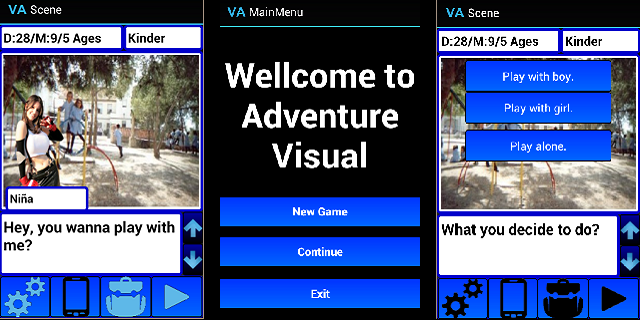 VA Scene
D:28/M:9/5 Ages
Kinder
Niña
Hey, you wanna play with
me?
VA MainMenu
Wellcome to
Adventure
Visual
New Game
Continue
Exit
VA Scene
D:28/M:9/5 Ages
Kinder
Play with boy.
Play with girl.
Play alone.
What you decide to do?